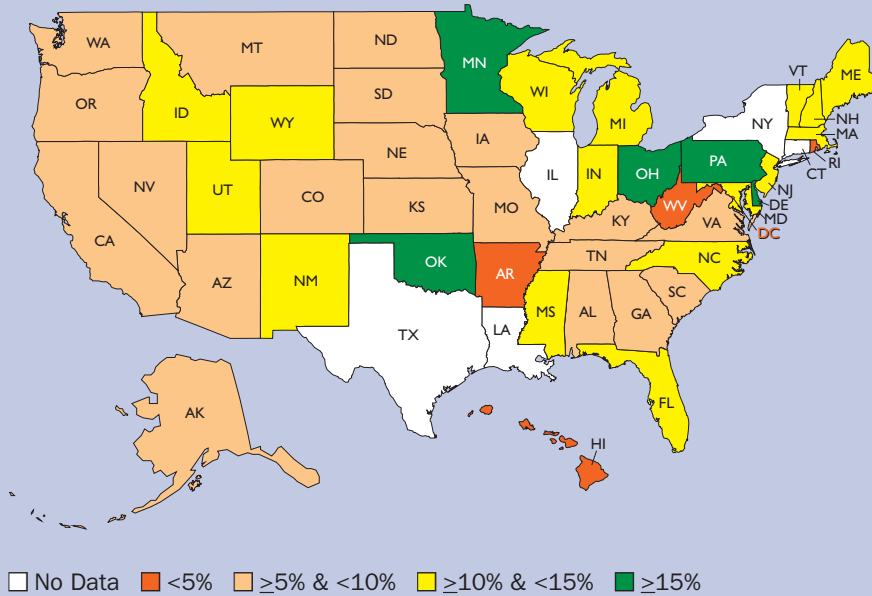 WA
MT
ND
MN
VT
ME
OR
ID
SD
WI
MI
NY
NH
MA
WY
IA
NE
IL
IN
OH
PA
RI
CT
NV
UT
CO
KS
MO
KY
WV
VA
NJ
DE
MD
DC
CA
AZ
NM
OK
AR
TN
NC
SC
TX
LA
MS
AL
GA
FL
AK
HI
No Data
<5%
≥5% & <10%
≥10% & <15%
≥15%